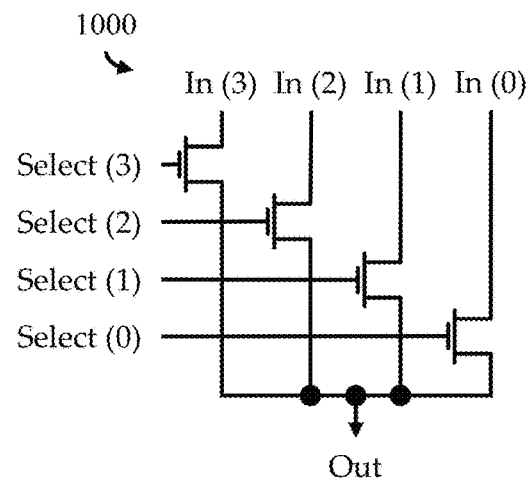 1000
In (3) In (2) In (1) In (0)
Select (3)
Select (2)
Select (1)
Select (0)
Out